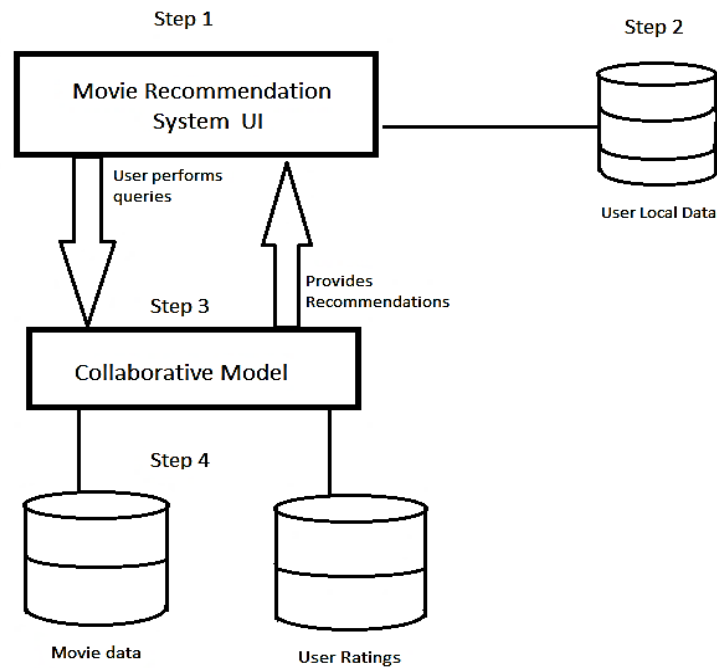 Step 1
Step 2
Movie Recommendation
System UI
User performs
queries
User Local Data
Provides
Recommendations
Step 3
Collaborative Model
Step 4
Movie data
User Ratings